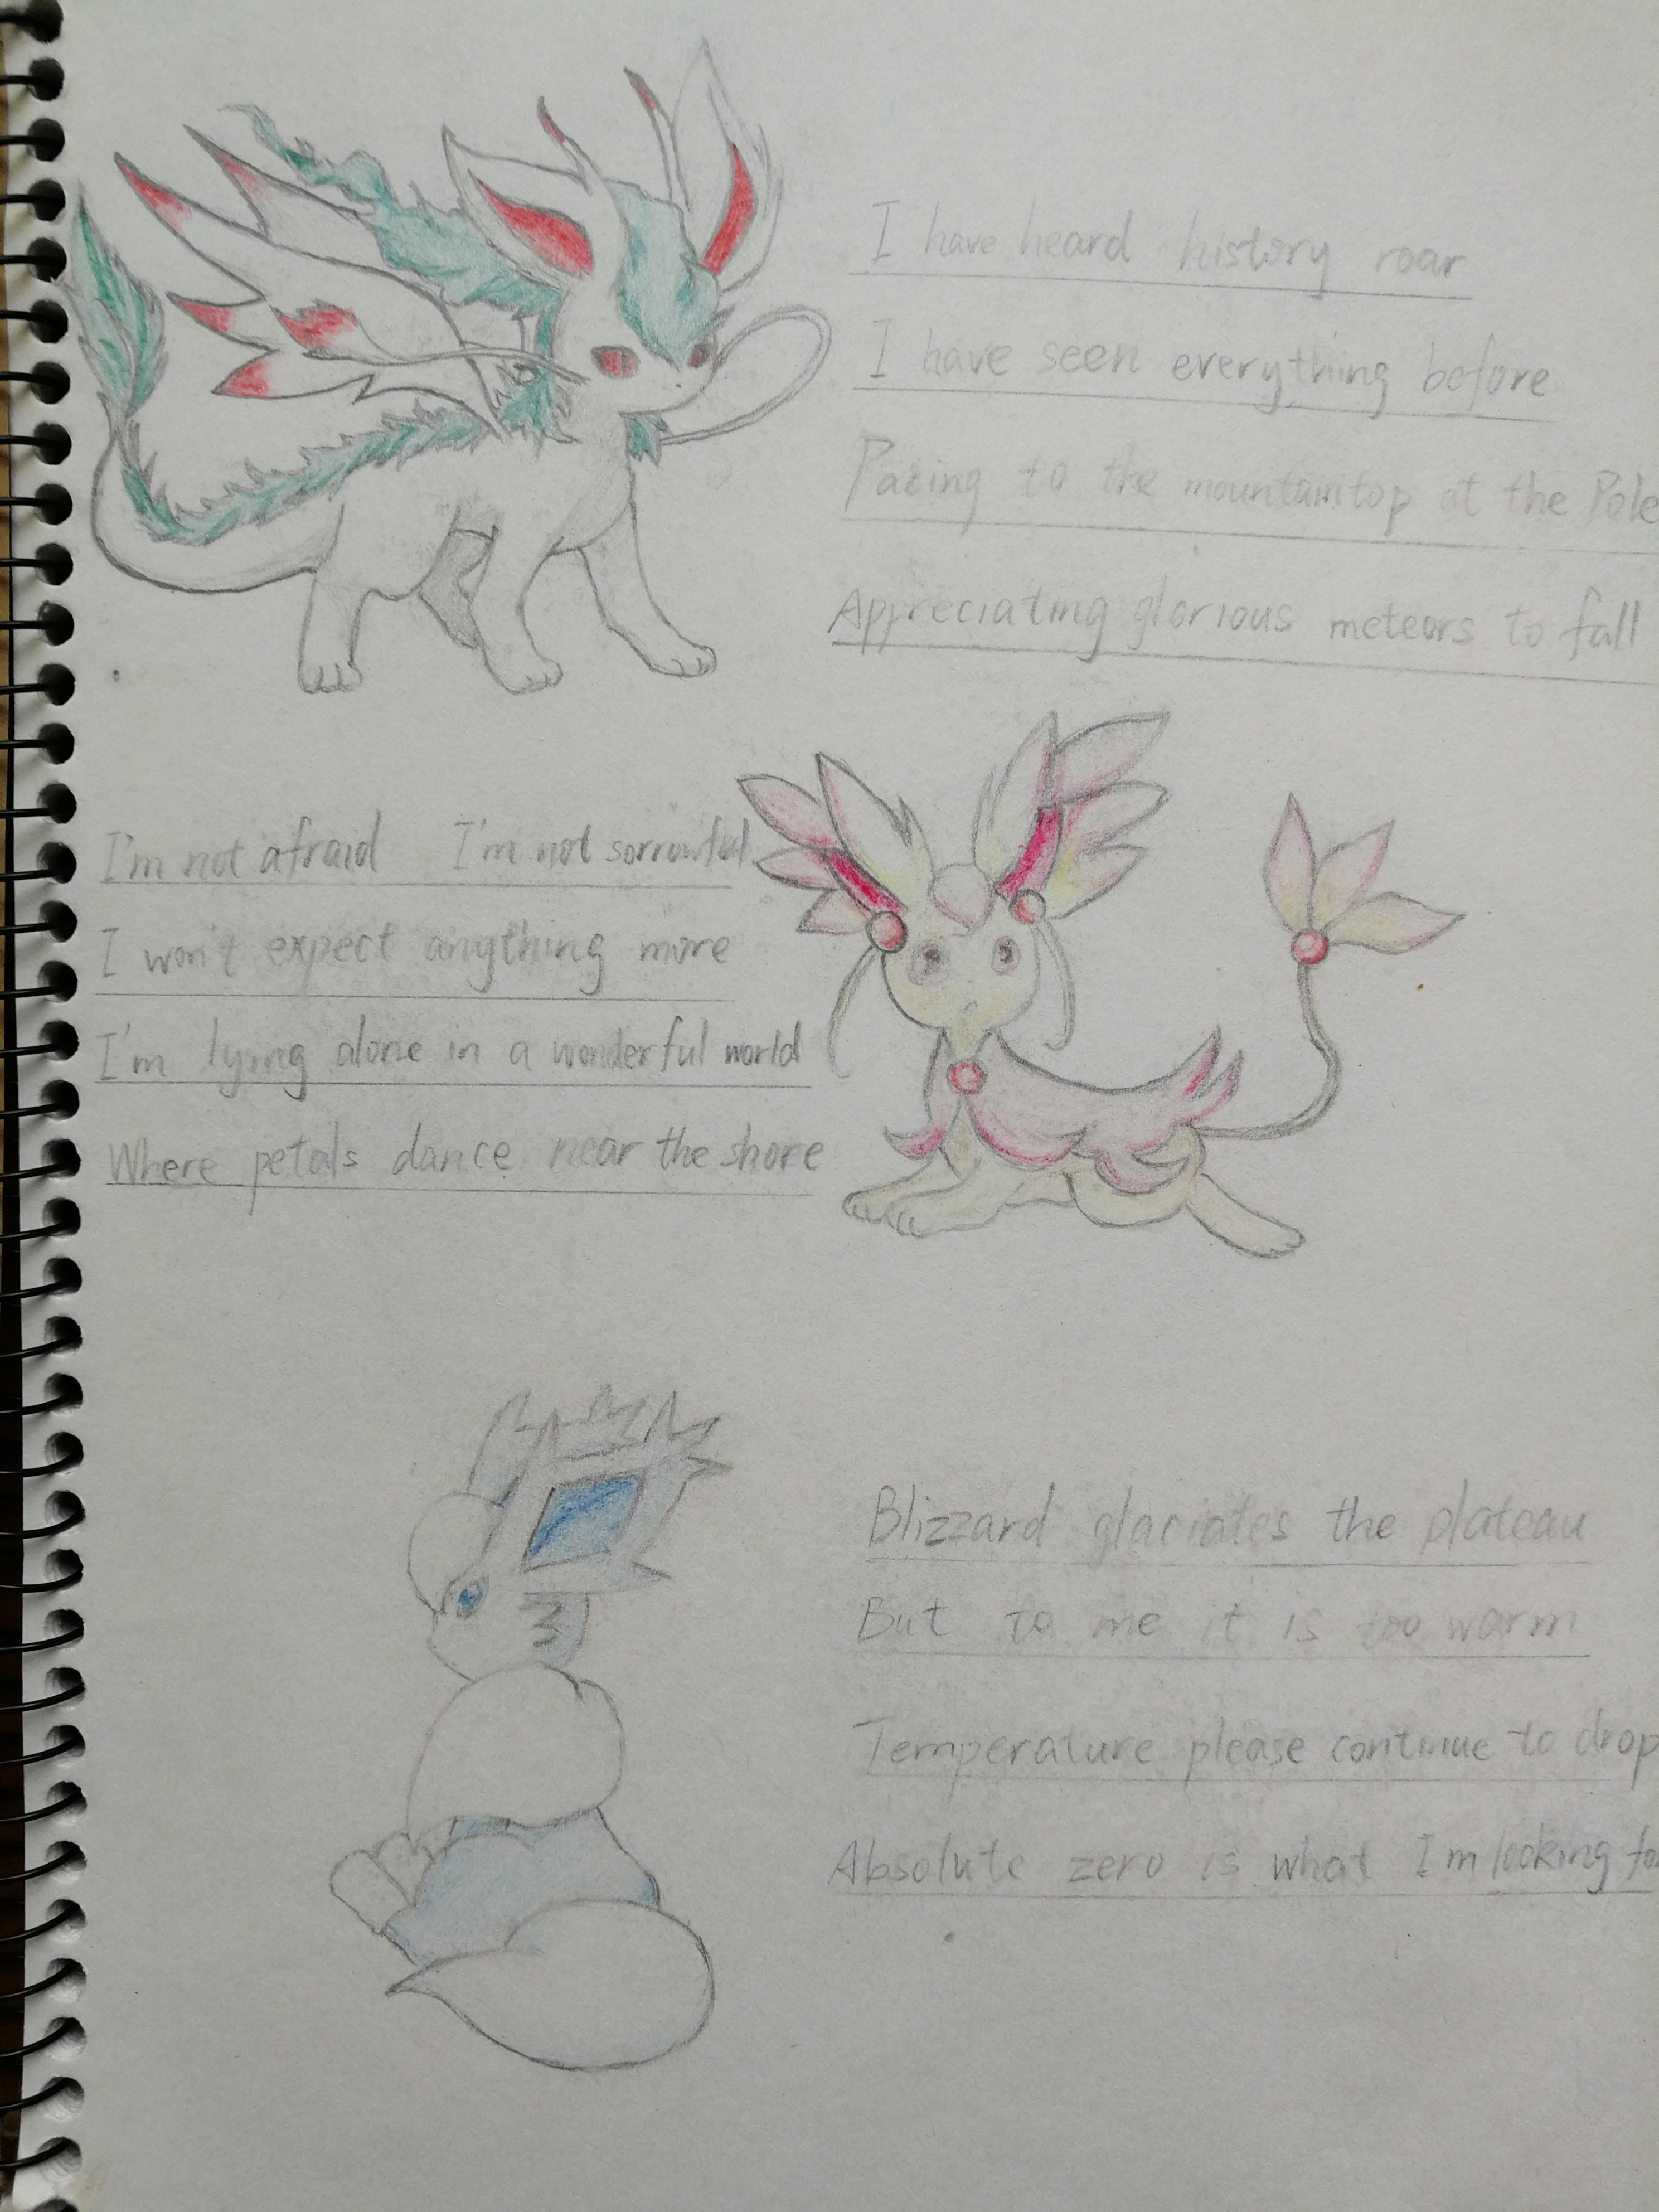 I have heard history roar
I have seen everything before
Pacing to the mountaintop at the Pole
Appreciating glorious meteors to fall
I'm not afraid I'm not sorrowful
I won't expect anything more
I'm lying alone in a wonderful world
Where petals dance near the shore
Blizzard glaciates the plateau
But to me it is too warm
Temperature please continue to drop
Absolute zero is what I'm looking